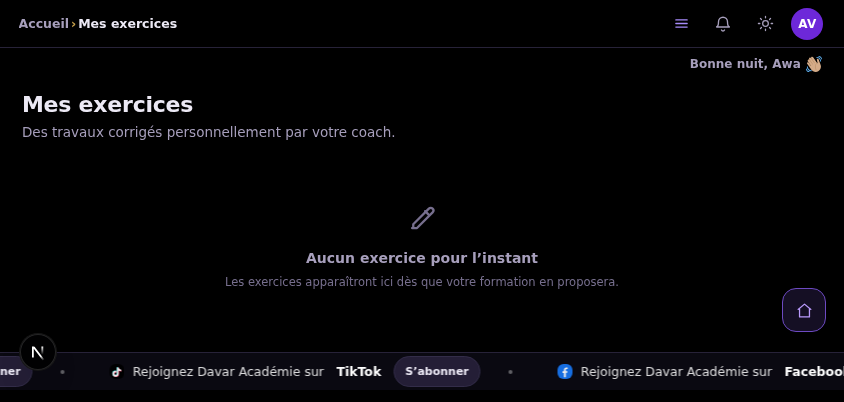 Accueil › Mes exercices
AV
Bonne nuit, Awa 👋🏼
Mes exercices
Des travaux corrigés personnellement par votre coach.
Aucun exercice pour l’instant
Les exercices apparaîtront ici dès que votre formation en proposera.
N
ner • Rejoignez Davar Académie sur TikTok S’abonner • Rejoignez Davar Académie sur Facebook